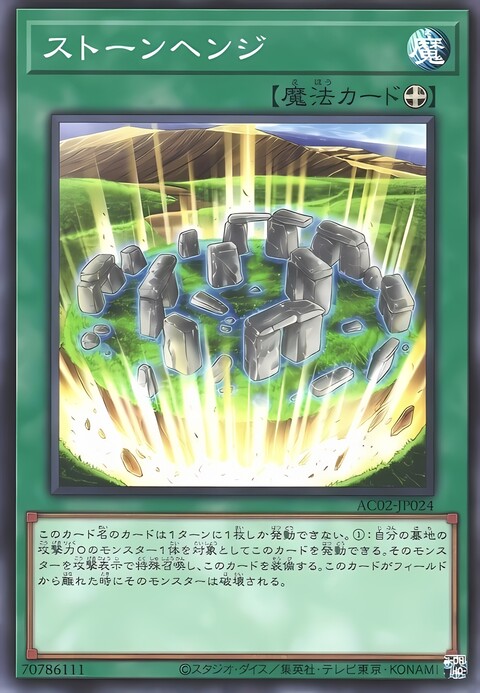 ストーンヘンジ
魔
【魔法カード】
AC02-JP024
このカード名のカードは1ターンに1枚しか発動できない。①:自分の墓地の
攻撃力0のモンスター1体を対象としてこのカードを発動できる。そのモンス
ターを攻撃表示で特殊召喚し、このカードを装備する。このカードがフィールド
から離れた時にそのモンスターは破壊される。
70786111
©スタジオ・ダイス/集英社・テレビ東京・KONAMI